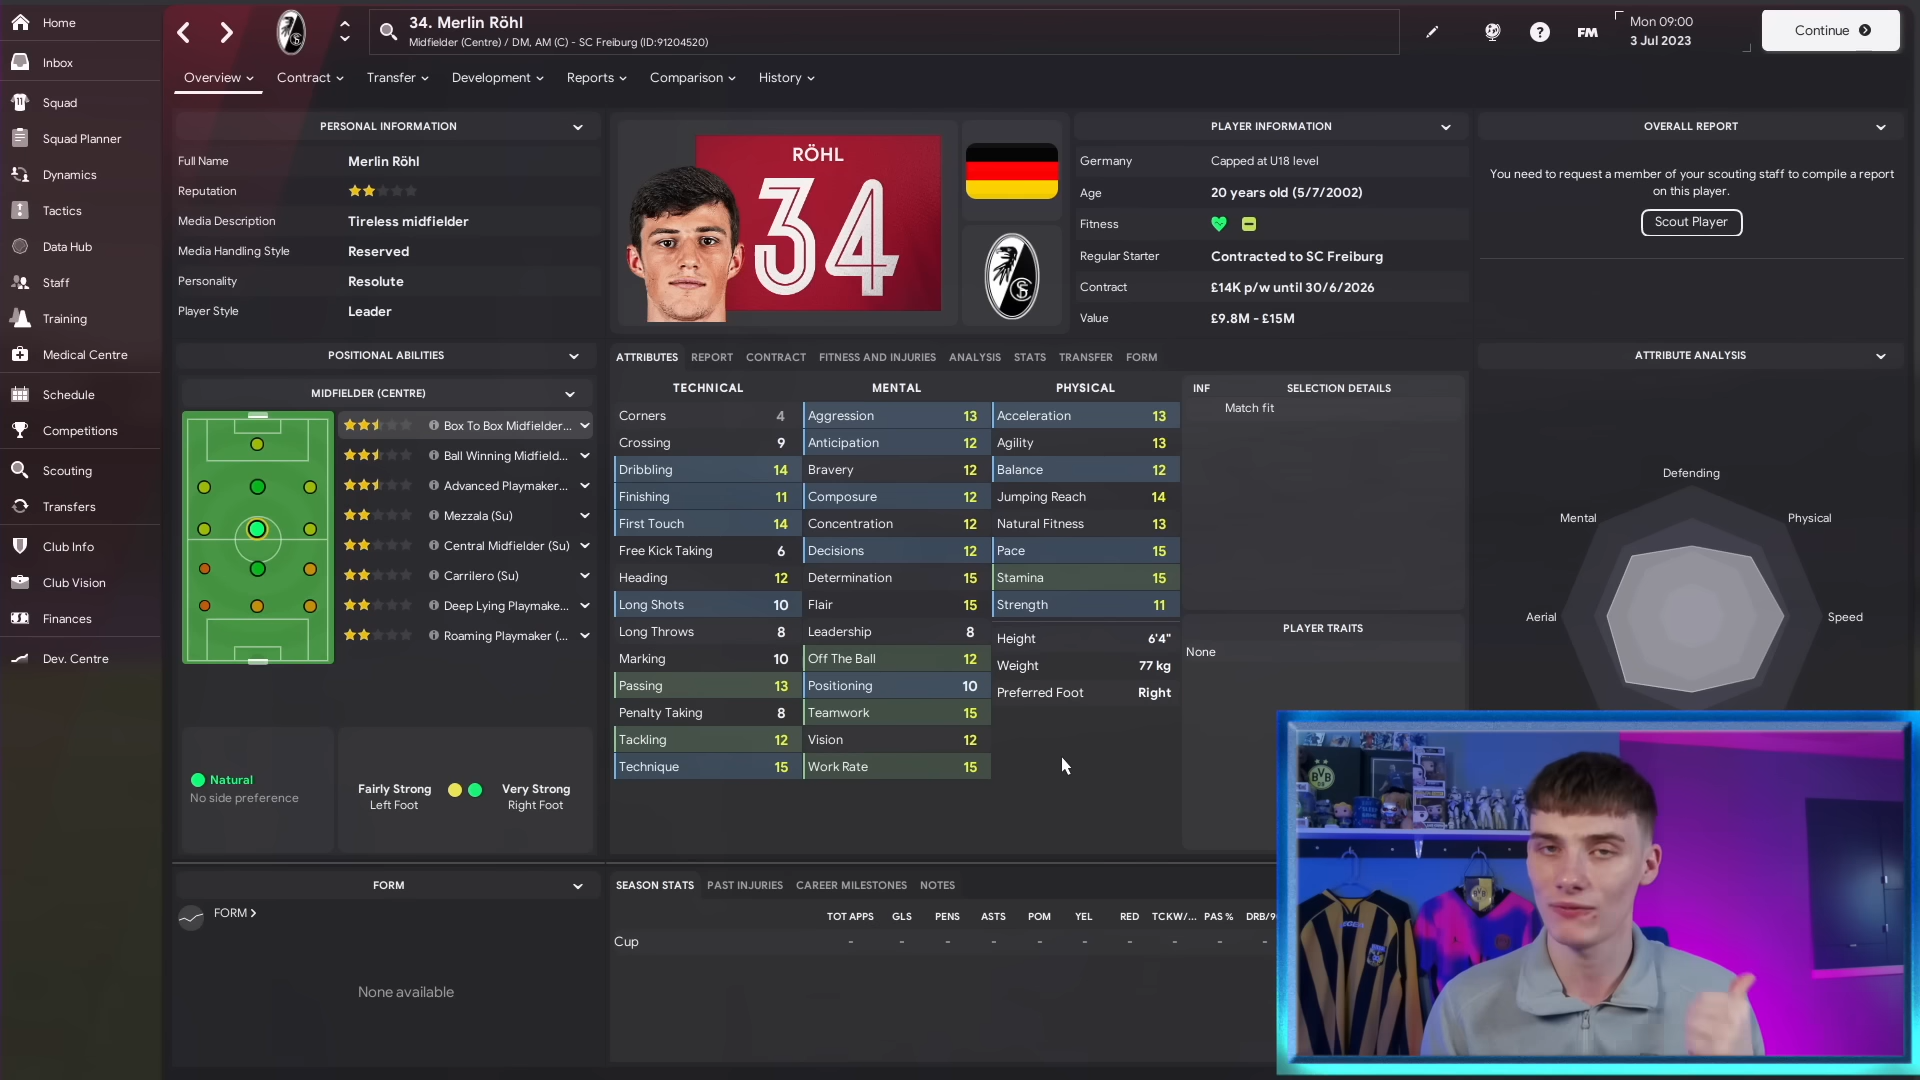 Home
Inbox
Squad
Squad Planner
Dynamics
Tactics
Data Hub
Staff
Training
Medical Centre
Schedule
Competitions
Scouting
Transfers
Club Info
Club Vision
Finances
Dev. Centre
34. Merlin Röhl
Midfielder (Centre) / DM, AM (C) - SC Freiburg (ID:91204520)
FM
Mon 09:00
3 Jul 2023
Continue
Overview Contract Transfer Development Reports Comparison History
PERSONAL INFORMATION
Full Name Merlin Röhl
Reputation
Media Description Tireless midfielder
Media Handling Style Reserved
Personality Resolute
Player Style Leader
RÖHL
34
PLAYER INFORMATION
Germany Capped at U18 level
Age 20 years old (5/7/2002)
Fitness
Regular Starter Contracted to SC Freiburg
Contract £14K p/w until 30/6/2026
Value £9.8M - £15M
OVERALL REPORT
You need to request a member of your scouting staff to compile a report
on this player.
Scout Player
POSITIONAL ABILITIES
MIDFIELDER (CENTRE)
Box To Box Midfielder...
Ball Winning Midfield...
Advanced Playmaker...
Mezzala (Su)
Central Midfielder (Su)
Carrilero (Su)
Deep Lying Playmake...
Roaming Playmaker (...
Natural
No side preference
Fairly Strong
Left Foot
Very Strong
Right Foot
ATTRIBUTES REPORT CONTRACT FITNESS AND INJURIES ANALYSIS STATS TRANSFER FORM
TECHNICAL
Corners 4
Crossing 9
Dribbling 14
Finishing 11
First Touch 14
Free Kick Taking 6
Heading 12
Long Shots 10
Long Throws 8
Marking 10
Passing 13
Penalty Taking 8
Tackling 12
Technique 15
MENTAL
Aggression 13
Anticipation 12
Bravery 12
Composure 12
Concentration 12
Decisions 12
Determination 15
Flair 15
Leadership 8
Off The Ball 12
Positioning 10
Teamwork 15
Vision 12
Work Rate 15
PHYSICAL
Acceleration 13
Agility 13
Balance 12
Jumping Reach 14
Natural Fitness 13
Pace 15
Stamina 15
Strength 11
Height 6'4"
Weight 77 kg
Preferred Foot Right
INF SELECTION DETAILS
Match fit
PLAYER TRAITS
None
ATTRIBUTE ANALYSIS
Defending
Mental
Physical
Aerial
Speed
FORM
FORM
None available
SEASON STATS PAST INJURIES CAREER MILESTONES NOTES
TOT APPS GLS PENS ASTS POM YEL RED TCKW/... PAS % DRB/9
Cup - - - - - - - - - -
BVB